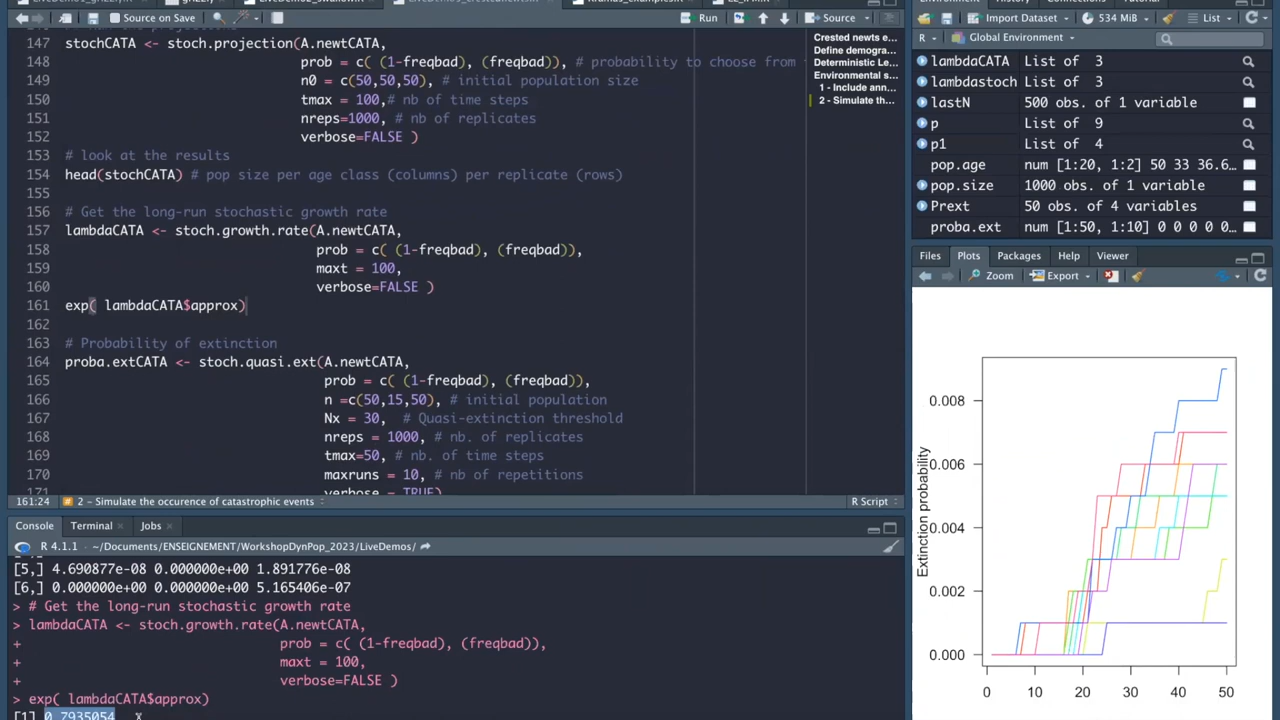 Source on Save
Run
Source
147 stochCATA <- stoch.projection(A.newtCATA,
148 prob = c( (1-freqbad), (freqbad)), # probability to choose from
149 n0 = c(50,50,50), # initial population size
150 tmax = 100,# nb of time steps
151 nreps=1000, # nb of replicates
152 verbose=FALSE )
153 # look at the results
154 head(stochCATA) # pop size per age class (columns) per replicate (rows)
155
156 # Get the long-run stochastic growth rate
157 lambdaCATA <- stoch.growth.rate(A.newtCATA,
158 prob = c( (1-freqbad), (freqbad)),
159 maxt = 100,
160 verbose=FALSE )
161 exp( lambdaCATA$approx)
162
163 # Probability of extinction
164 proba.extCATA <- stoch.quasi.ext(A.newtCATA,
165 prob = c( (1-freqbad), (freqbad)),
166 n =c(50,15,50), # initial population
167 Nx = 30, # Quasi-extinction threshold
168 nreps = 1000, # nb. of replicates
169 tmax=50, # nb. of time steps
170 maxruns = 10, # nb of repetitions
171 verbose = TRUE)
161:24 # 2 - Simulate the occurence of catastrophic events R Script
Crested newts e...
Define demogra...
Deterministic Le...
Environmental s...
1 - Include ann...
2 - Simulate th...
Console Terminal Jobs
R 4.1.1 · ~/Documents/ENSEIGNEMENT/WorkshopDynPop_2023/LiveDemos/
[5,] 4.690877e-08 0.000000e+00 1.891776e-08
[6,] 0.000000e+00 0.000000e+00 5.165406e-07
> # Get the long-run stochastic growth rate
> lambdaCATA <- stoch.growth.rate(A.newtCATA,
+ prob = c( (1-freqbad), (freqbad)),
+ maxt = 100,
+ verbose=FALSE )
> exp( lambdaCATA$approx)
[1] 0.7935054
Import Dataset 534 MiB List
R Global Environment
lambdaCATA List of 3
lambdastoch List of 3
lastN 500 obs. of 1 variable
p List of 9
p1 List of 4
pop.age num [1:20, 1:2] 50 33 36.6…
pop.size 1000 obs. of 1 variable
Prext 50 obs. of 4 variables
proba.ext num [1:50, 1:10] 0 0 0 0 0…
Files Plots Packages Help Viewer
Zoom Export
Extinction probability
0.008
0.006
0.004
0.002
0.000
0 10 20 30 40 50